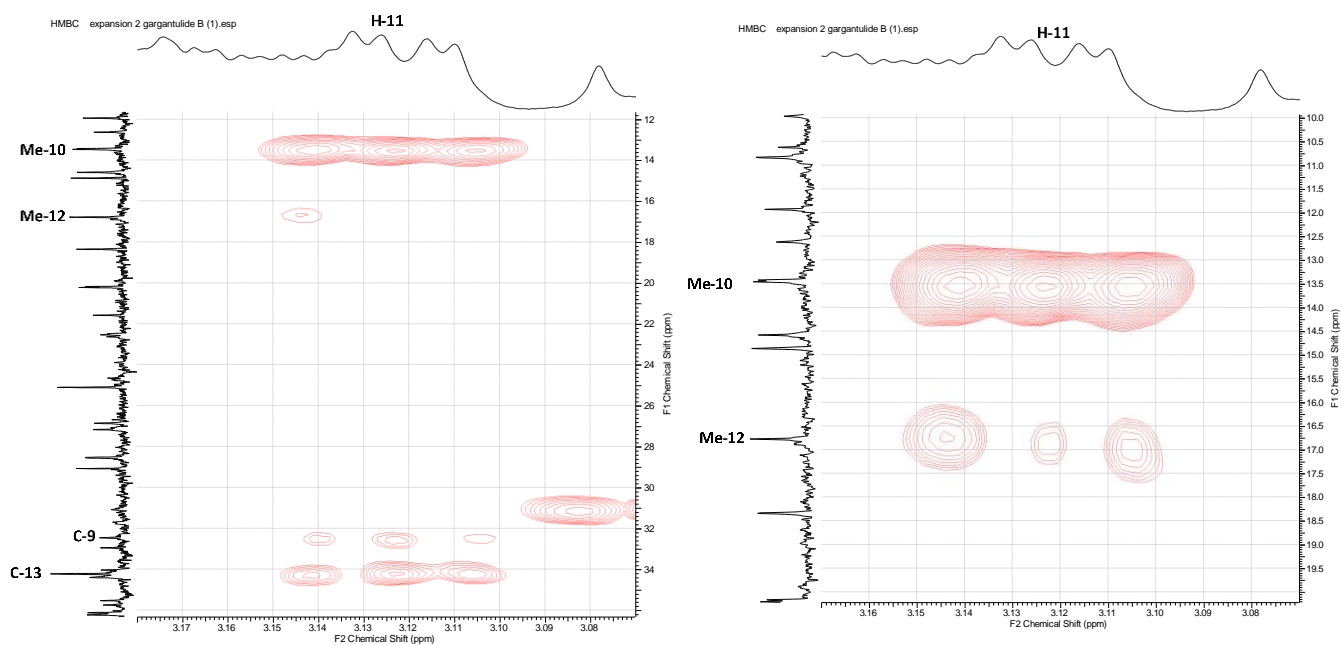 HMBC expansion 2 gargantulide B (1).esp
H-11
Me-10
Me-12
C-9
C-13
12
14
16
18
20
22
24
26
28
30
32
34
F1 Chemical Shift (ppm)
3.17 3.16 3.15 3.14 3.13 3.12 3.11 3.10 3.09 3.08
F2 Chemical Shift (ppm)
HMBC expansion 2 gargantulide B (1).esp
H-11
Me-10
Me-12
10.0
10.5
11.0
11.5
12.0
12.5
13.0
13.5
14.0
14.5
15.0
15.5
16.0
16.5
17.0
17.5
18.0
18.5
19.0
19.5
F1 Chemical Shift (ppm)
3.16 3.15 3.14 3.13 3.12 3.11 3.10 3.09 3.08
F2 Chemical Shift (ppm)